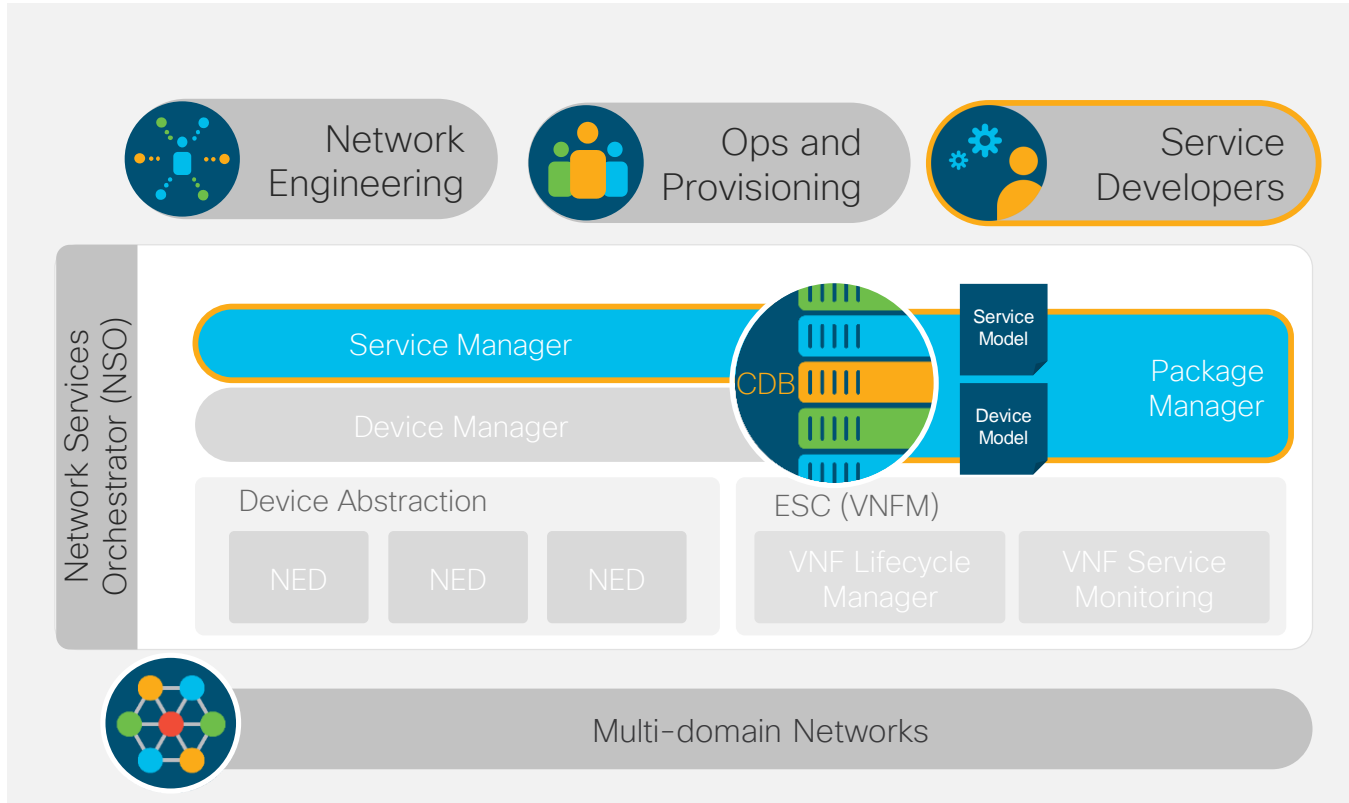 Network
Engineering
Ops and
Provisioning
Service
Developers
Network Services
Orchestrator (NSO)
Service Manager
Device Manager
CDB
Service
Model
Device
Model
Package
Manager
Device Abstraction
NED
NED
NED
ESC (VNFM)
VNF Lifecycle
Manager
VNF Service
Monitoring
Multi-domain Networks